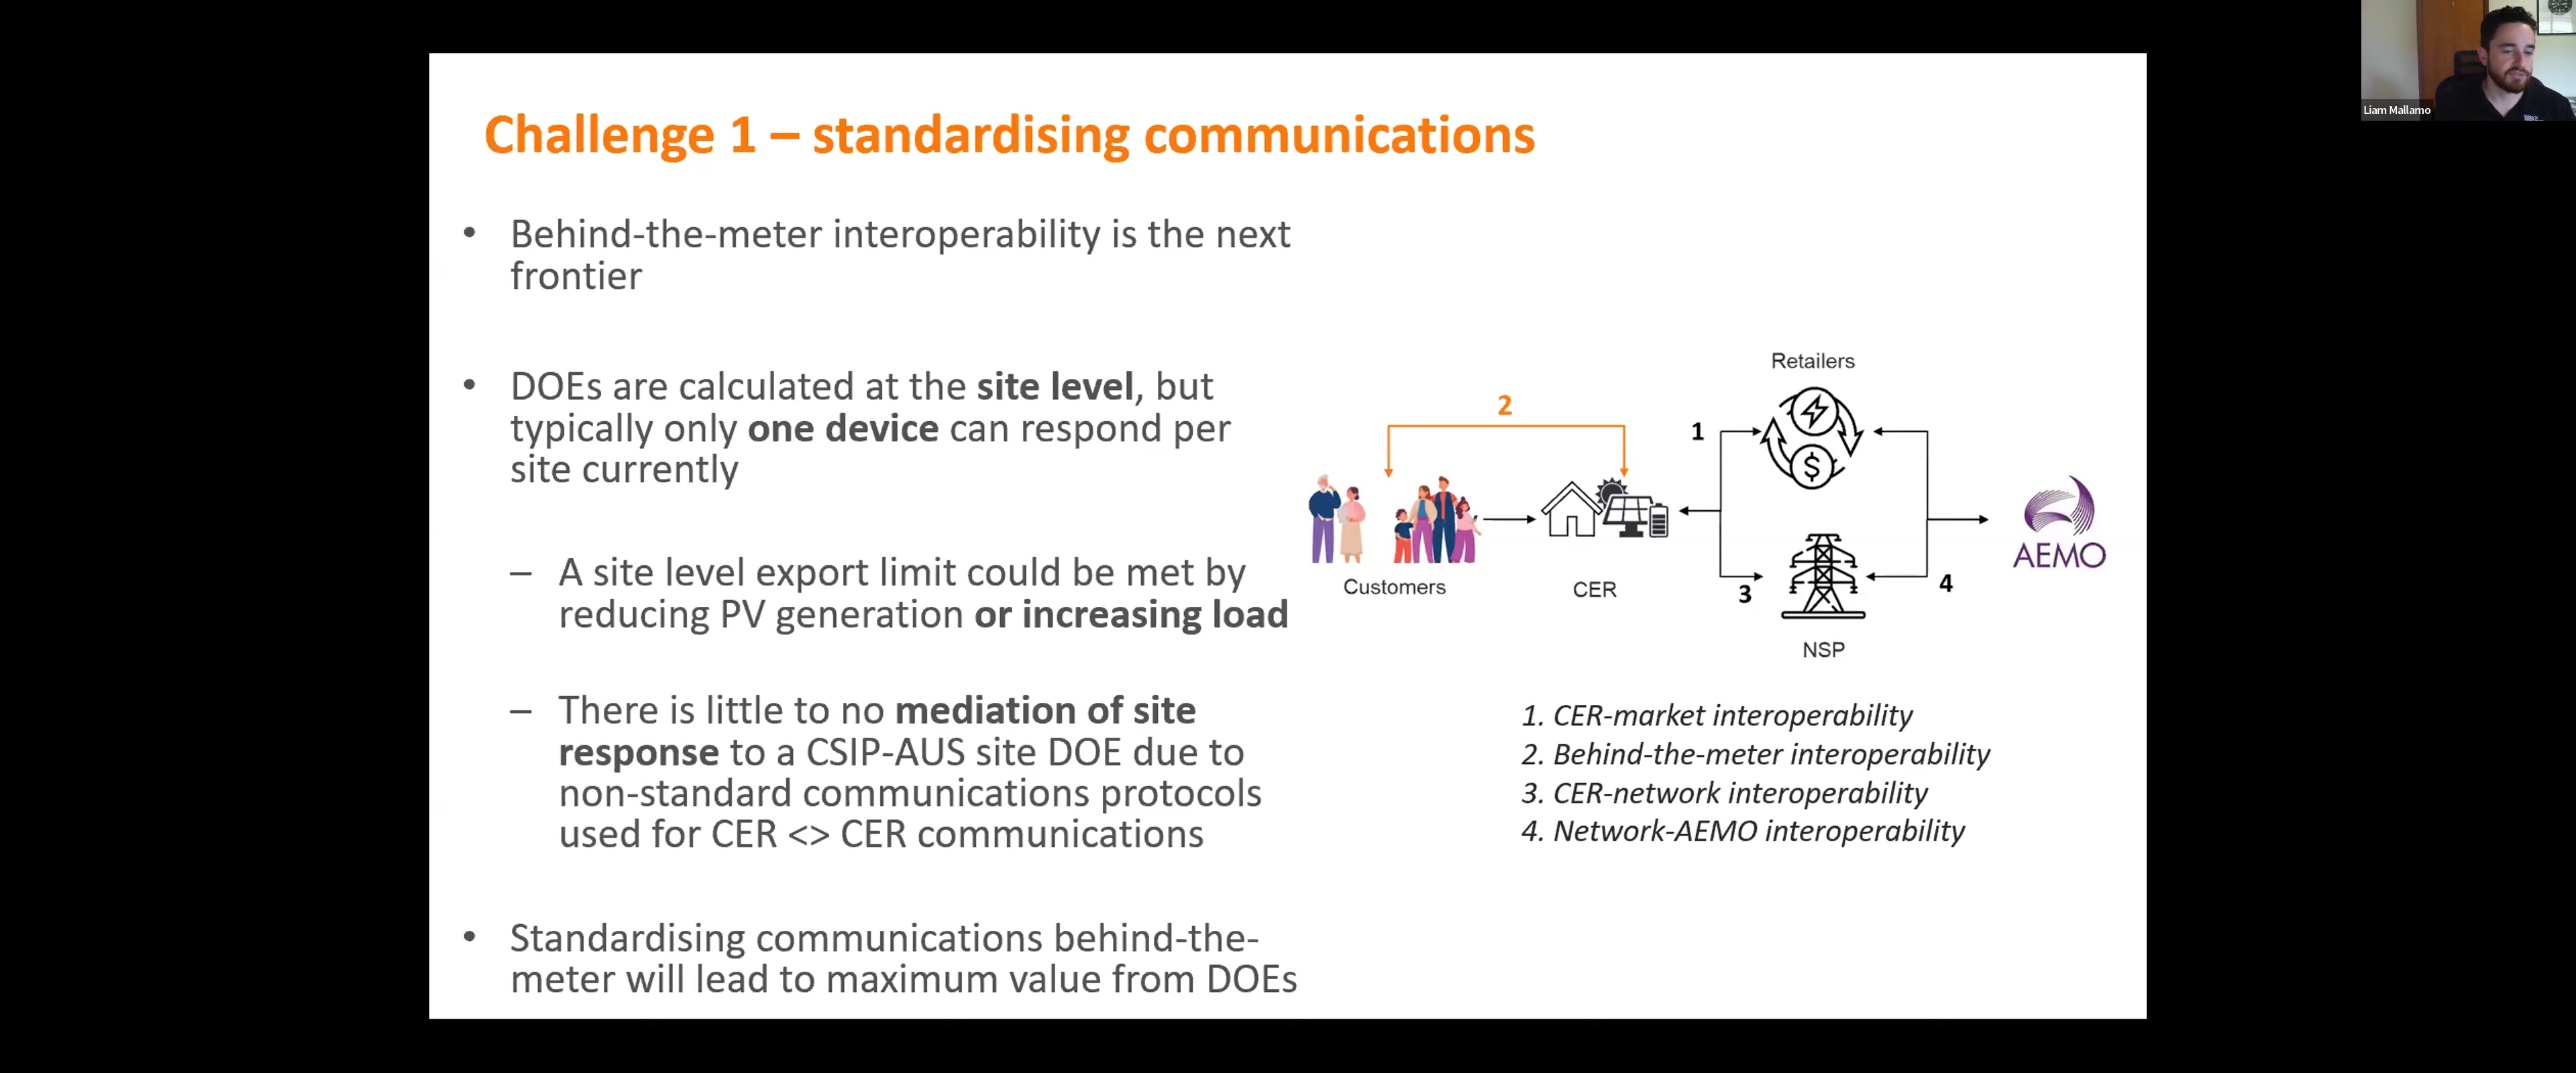 Liam Mallamo
Challenge 1 – standardising communications
• Behind-the-meter interoperability is the next
frontier
• DOEs are calculated at the site level, but
typically only one device can respond per
site currently
– A site level export limit could be met by
reducing PV generation or increasing load
– There is little to no mediation of site
response to a CSIP-AUS site DOE due to
non-standard communications protocols
used for CER <> CER communications
• Standardising communications behind-the-
meter will lead to maximum value from DOEs
Retailers
2
1
$
Customers
CER
3
4
AEMO
NSP
1. CER-market interoperability
2. Behind-the-meter interoperability
3. CER-network interoperability
4. Network-AEMO interoperability